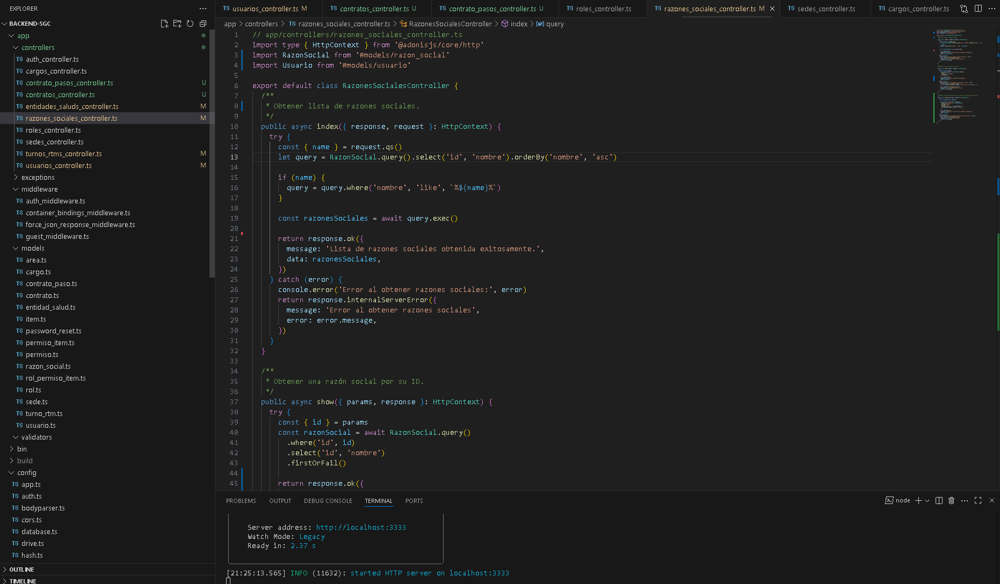 EXPLORER
BACKEND-SGC
app
controllers
TS auth_controller.ts
TS cargos_controller.ts
TS contrato_pasos_controller.ts U
TS contratos_controller.ts U
TS entidades_saluds_controller.ts M
TS razones_sociales_controller.ts M
TS roles_controller.ts
TS sedes_controller.ts
TS turnos_rtms_controller.ts M
TS usuarios_controller.ts M
exceptions
middleware
TS auth_middleware.ts
TS container_bindings_middleware.ts
TS force_json_response_middleware.ts
TS guest_middleware.ts
models
TS area.ts
TS cargo.ts
TS contrato_paso.ts
TS contrato.ts
TS entidad_salud.ts
TS item.ts
TS password_reset.ts
TS permiso_item.ts
TS permiso.ts
TS razon_social.ts
TS rol_permiso_item.ts
TS rol.ts
TS sede.ts
TS turno_rtm.ts
TS usuario.ts
validators
bin
build
config
TS app.ts
TS auth.ts
TS bodyparser.ts
TS cors.ts
TS database.ts
TS drive.ts
TS hash.ts
OUTLINE
TIMELINE
TS usuarios_controller.ts M TS contratos_controller.ts U TS contrato_pasos_controller.ts U TS roles_controller.ts TS razones_sociales_controller.ts M TS sedes_controller.ts TS cargos_controller.ts
app > controllers > TS razones_sociales_controller.ts > RazonesSocialesController > index > query
1 // app/controllers/razones_sociales_controller.ts
2 import type { HttpContext } from '@adonisjs/core/http'
3 import RazonSocial from '#models/razon_social'
4 import Usuario from '#models/usuario'
5
6 export default class RazonesSocialesController {
7 /**
8 * Obtener lista de razones sociales.
9 */
10 public async index({ response, request }: HttpContext) {
11 try {
12 const { name } = request.qs()
13 let query = RazonSocial.query().select('id', 'nombre').orderBy('nombre', 'asc')
14
15 if (name) {
16 query = query.where('nombre', 'like', `%${name}%`)
17 }
18
19 const razonesSociales = await query.exec()
20
21 return response.ok({
22 message: 'Lista de razones sociales obtenida exitosamente.',
23 data: razonesSociales,
24 })
25 } catch (error) {
26 console.error('Error al obtener razones sociales:', error)
27 return response.internalServerError({
28 message: 'Error al obtener razones sociales',
29 error: error.message,
30 })
31 }
32 }
33
34 /**
35 * Obtener una razón social por su ID.
36 */
37 public async show({ params, response }: HttpContext) {
38 try {
39 const { id } = params
40 const razonSocial = await RazonSocial.query()
41 .where('id', id)
42 .select('id', 'nombre')
43 .firstOrFail()
44
45 return response.ok({
PROBLEMS OUTPUT DEBUG CONSOLE TERMINAL PORTS
node
Server address: http://localhost:3333
Watch Mode: Legacy
Ready in: 2.37 s
[21:25:13.565] INFO (11632): started HTTP server on localhost:3333